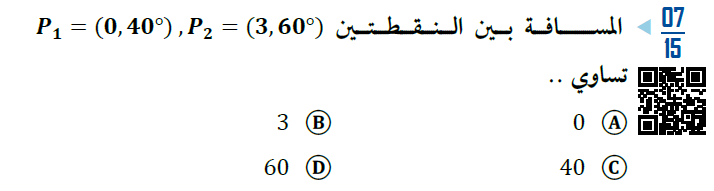 07/15 ◀ المسافة بين النقطتين P₁ = (0, 40°) , P₂ = (3, 60°)
تساوي ..
Ⓐ 0 Ⓑ 3
Ⓒ 40 Ⓓ 60